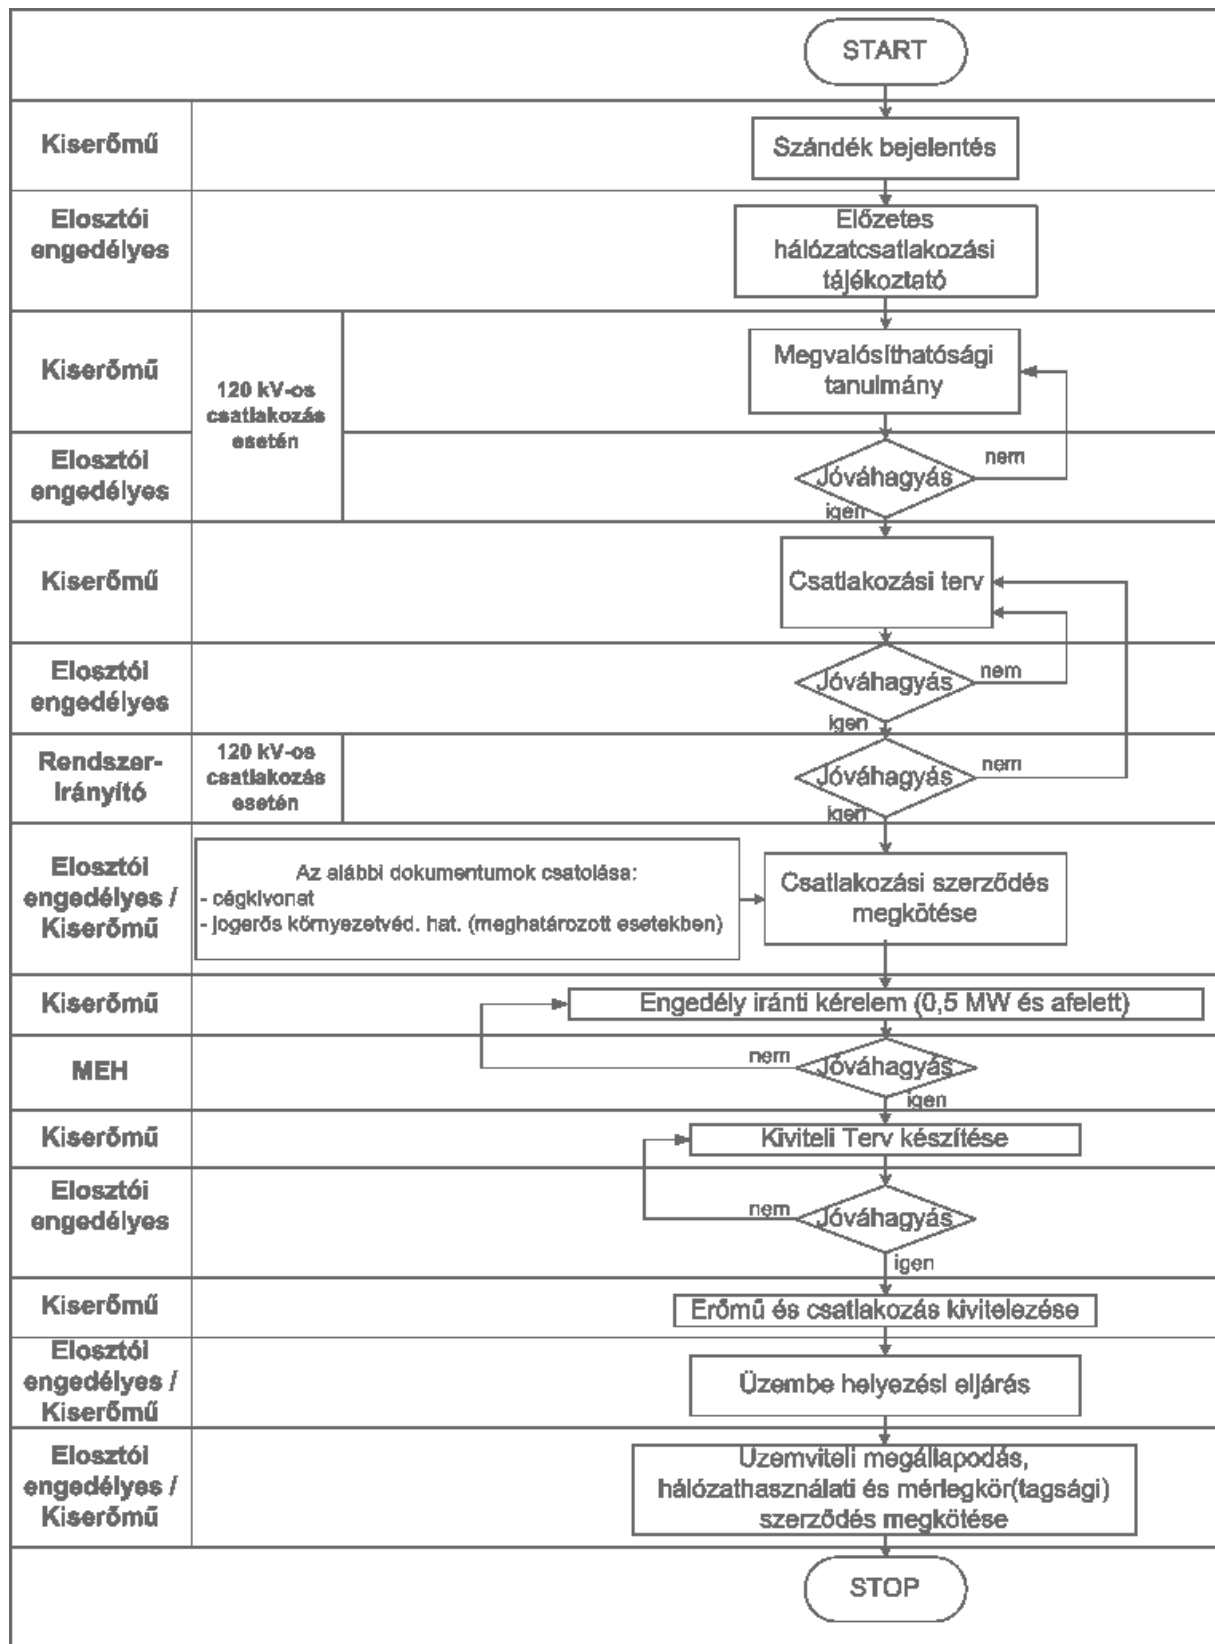 START
Kiserőmű
Szándék bejelentés
Elosztói
engedélyes
Előzetes
hálózatcsatlakozási
tájékoztató
Kiserőmű
120 kV-os
csatlakozás
esetén
Megvalósíthatósági
tanulmány
Elosztói
engedélyes
Jóváhagyás
nem
igen
Kiserőmű
Csatlakozási terv
Elosztói
engedélyes
Jóváhagyás
nem
igen
Rendszer-
irányító
120 kV-os
csatlakozás
esetén
Jóváhagyás
nem
igen
Elosztói
engedélyes /
Kiserőmű
Az alábbi dokumentumok csatolása:
- cégkivonat
- jogerős környezetvéd. hat. (meghatározott esetekben)
Csatlakozási szerződés
megkötése
Kiserőmű
Engedély iránti kérelem (0,5 MW és afelett)
MEH
nem
Jóváhagyás
igen
Kiserőmű
Kiviteli Terv készítése
Elosztói
engedélyes
nem
Jóváhagyás
igen
Kiserőmű
Erőmű és csatlakozás kivitelezése
Elosztói
engedélyes /
Kiserőmű
Üzembe helyezési eljárás
Elosztói
engedélyes /
Kiserőmű
Üzemviteli megállapodás,
hálózathasználati és mérlegkör(tagsági)
szerződés megkötése
STOP